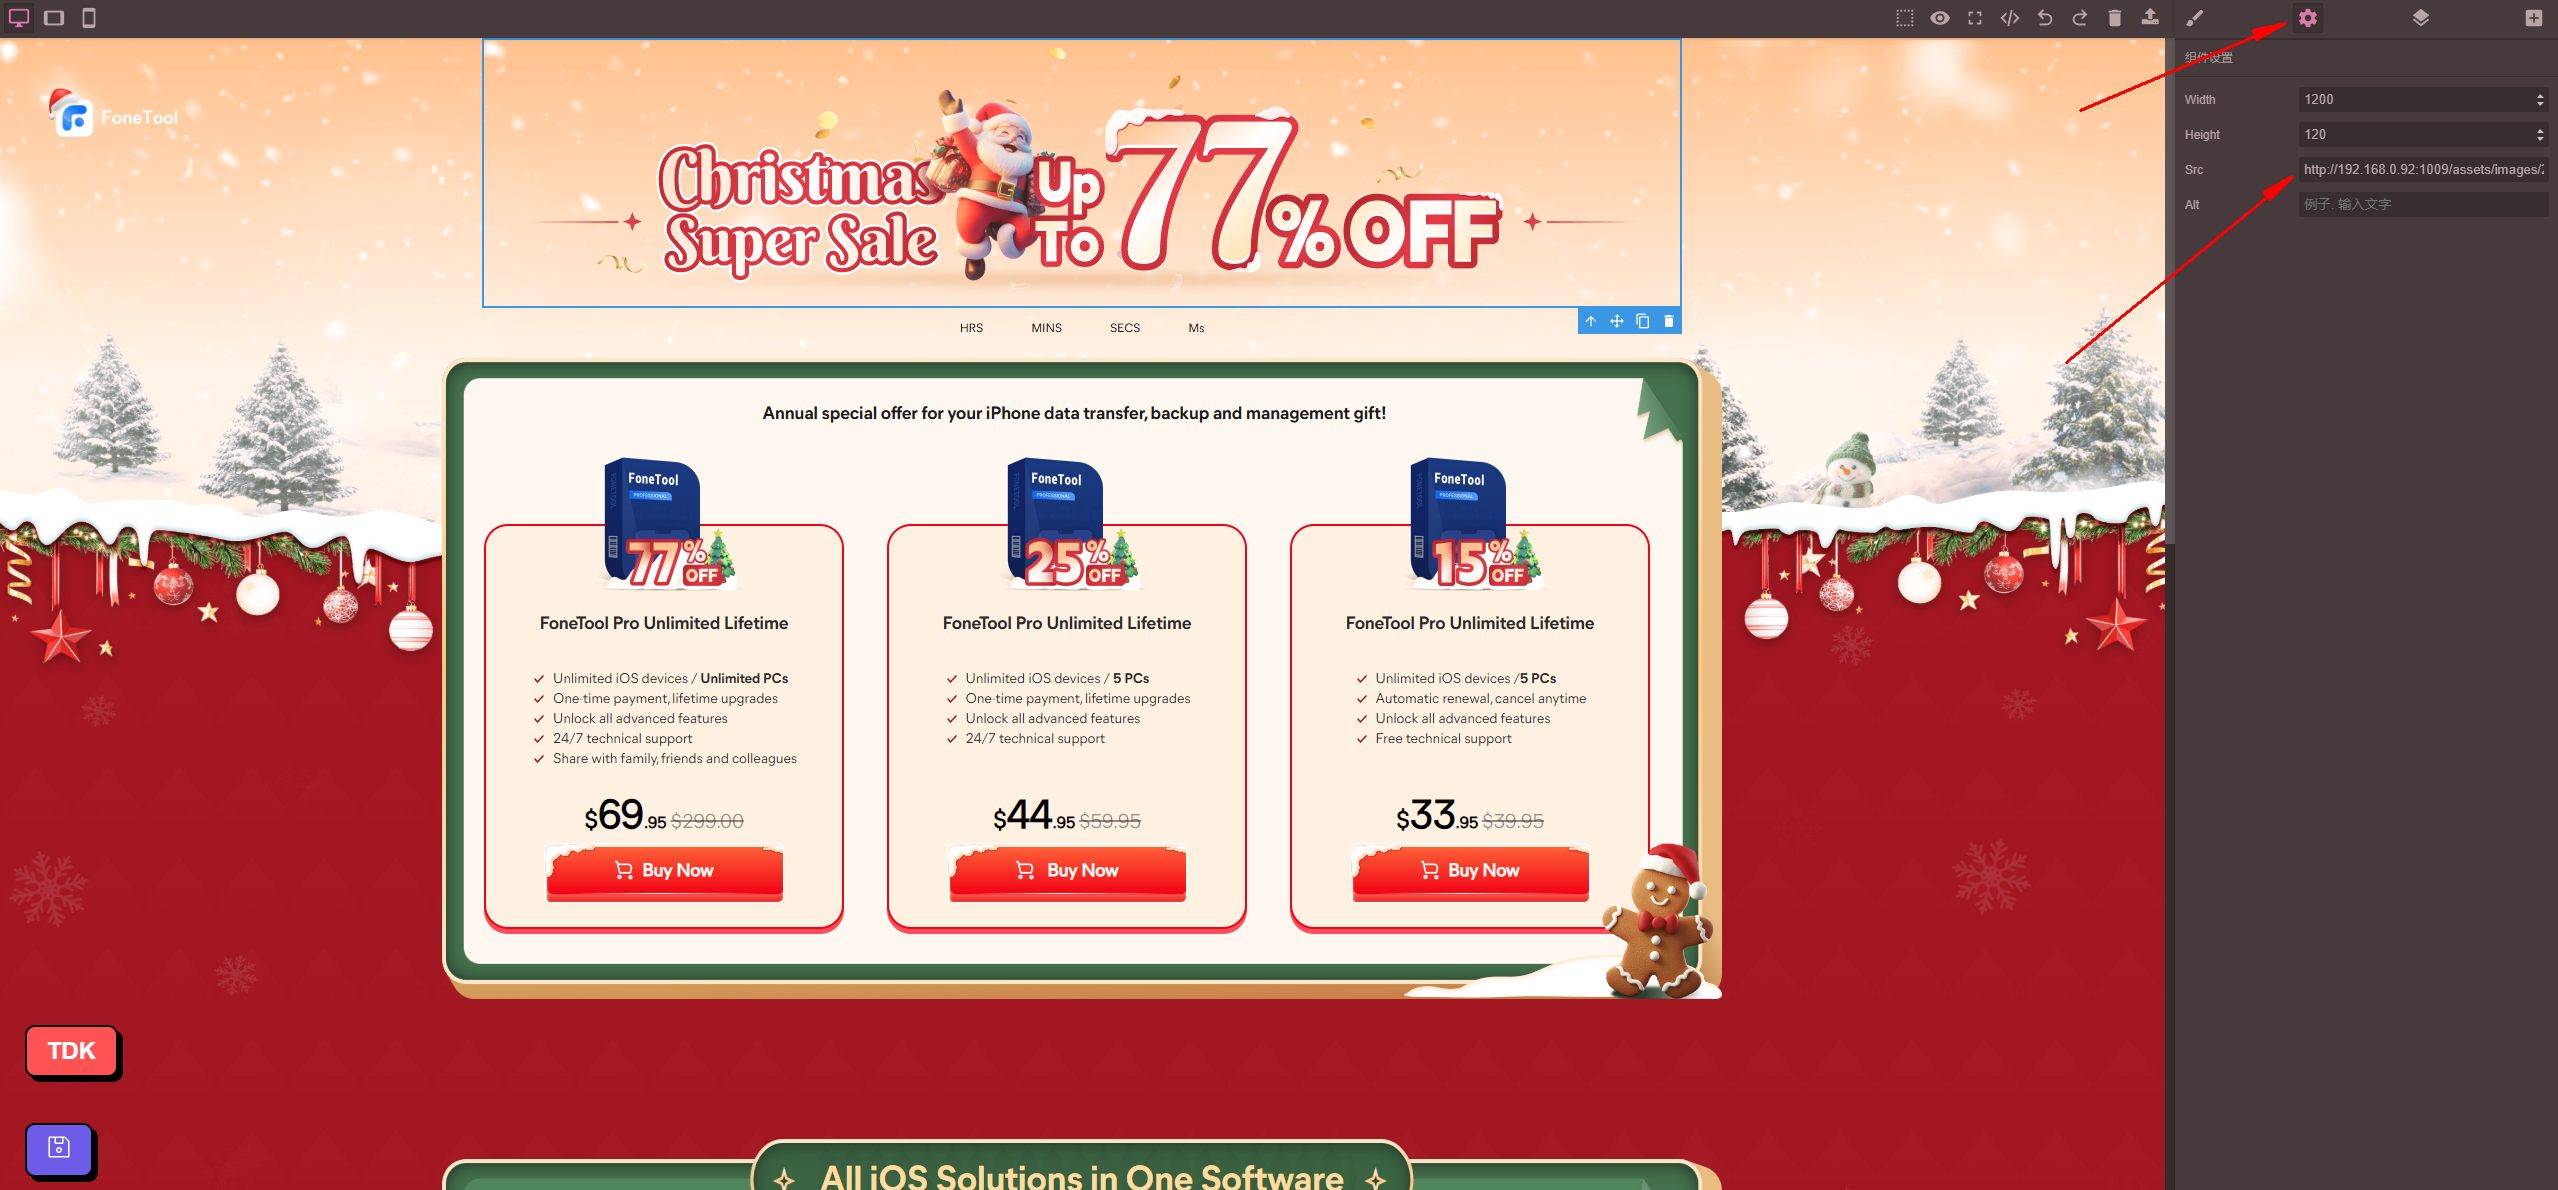 组件设置
Width
1200
Height
120
Src
http://192.168.0.92:1009/assets/images/2
Alt
例子. 输入文字
FoneTool
Christmas
Super Sale
Up
To
77% OFF
HRS
MINS
SECS
Ms
Annual special offer for your iPhone data transfer, backup and management gift!
FoneTool
PROFESSIONAL
77%
OFF
FoneTool Pro Unlimited Lifetime
Unlimited iOS devices / Unlimited PCs
One-time payment, lifetime upgrades
Unlock all advanced features
24/7 technical support
Share with family, friends and colleagues
$69.95 $299.00
Buy Now
FoneTool
PROFESSIONAL
25%
OFF
FoneTool Pro Unlimited Lifetime
Unlimited iOS devices / 5 PCs
One-time payment, lifetime upgrades
Unlock all advanced features
24/7 technical support
$44.95 $59.95
Buy Now
FoneTool
PROFESSIONAL
15%
OFF
FoneTool Pro Unlimited Lifetime
Unlimited iOS devices /5 PCs
Automatic renewal, cancel anytime
Unlock all advanced features
Free technical support
$33.95 $39.95
Buy Now
TDK
All iOS Solutions in One Software